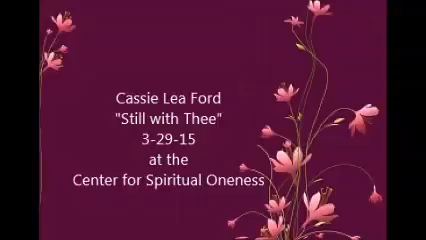 Cassie Lea Ford
"Still with Thee"
3-29-15
at the
Center for Spiritual Oneness